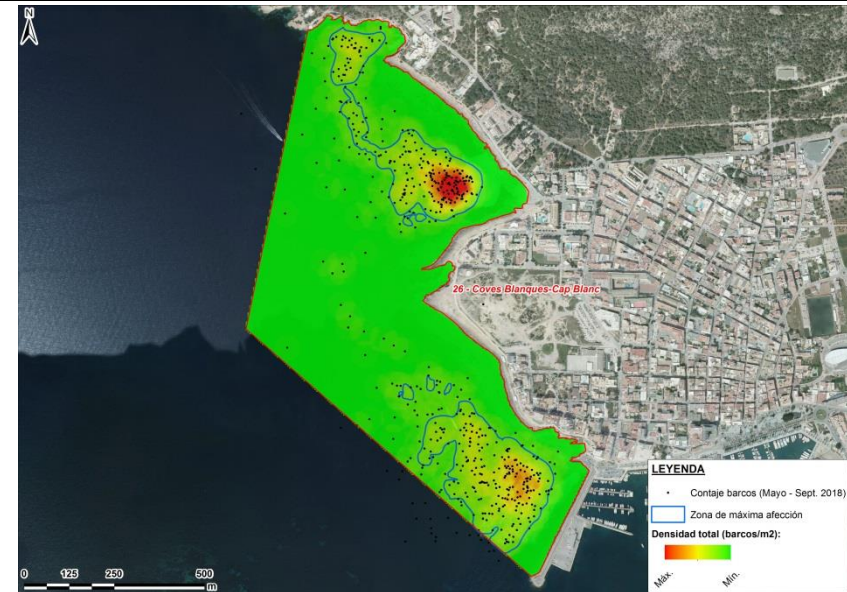 N
26 - Coves Blanques-Cap Blanc
LEYENDA
Contaje barcos (Mayo - Sept. 2018)
Zona de máxima afección
Densidad total (barcos/m2):
Máx.
Mín.
0 125 250 500
m